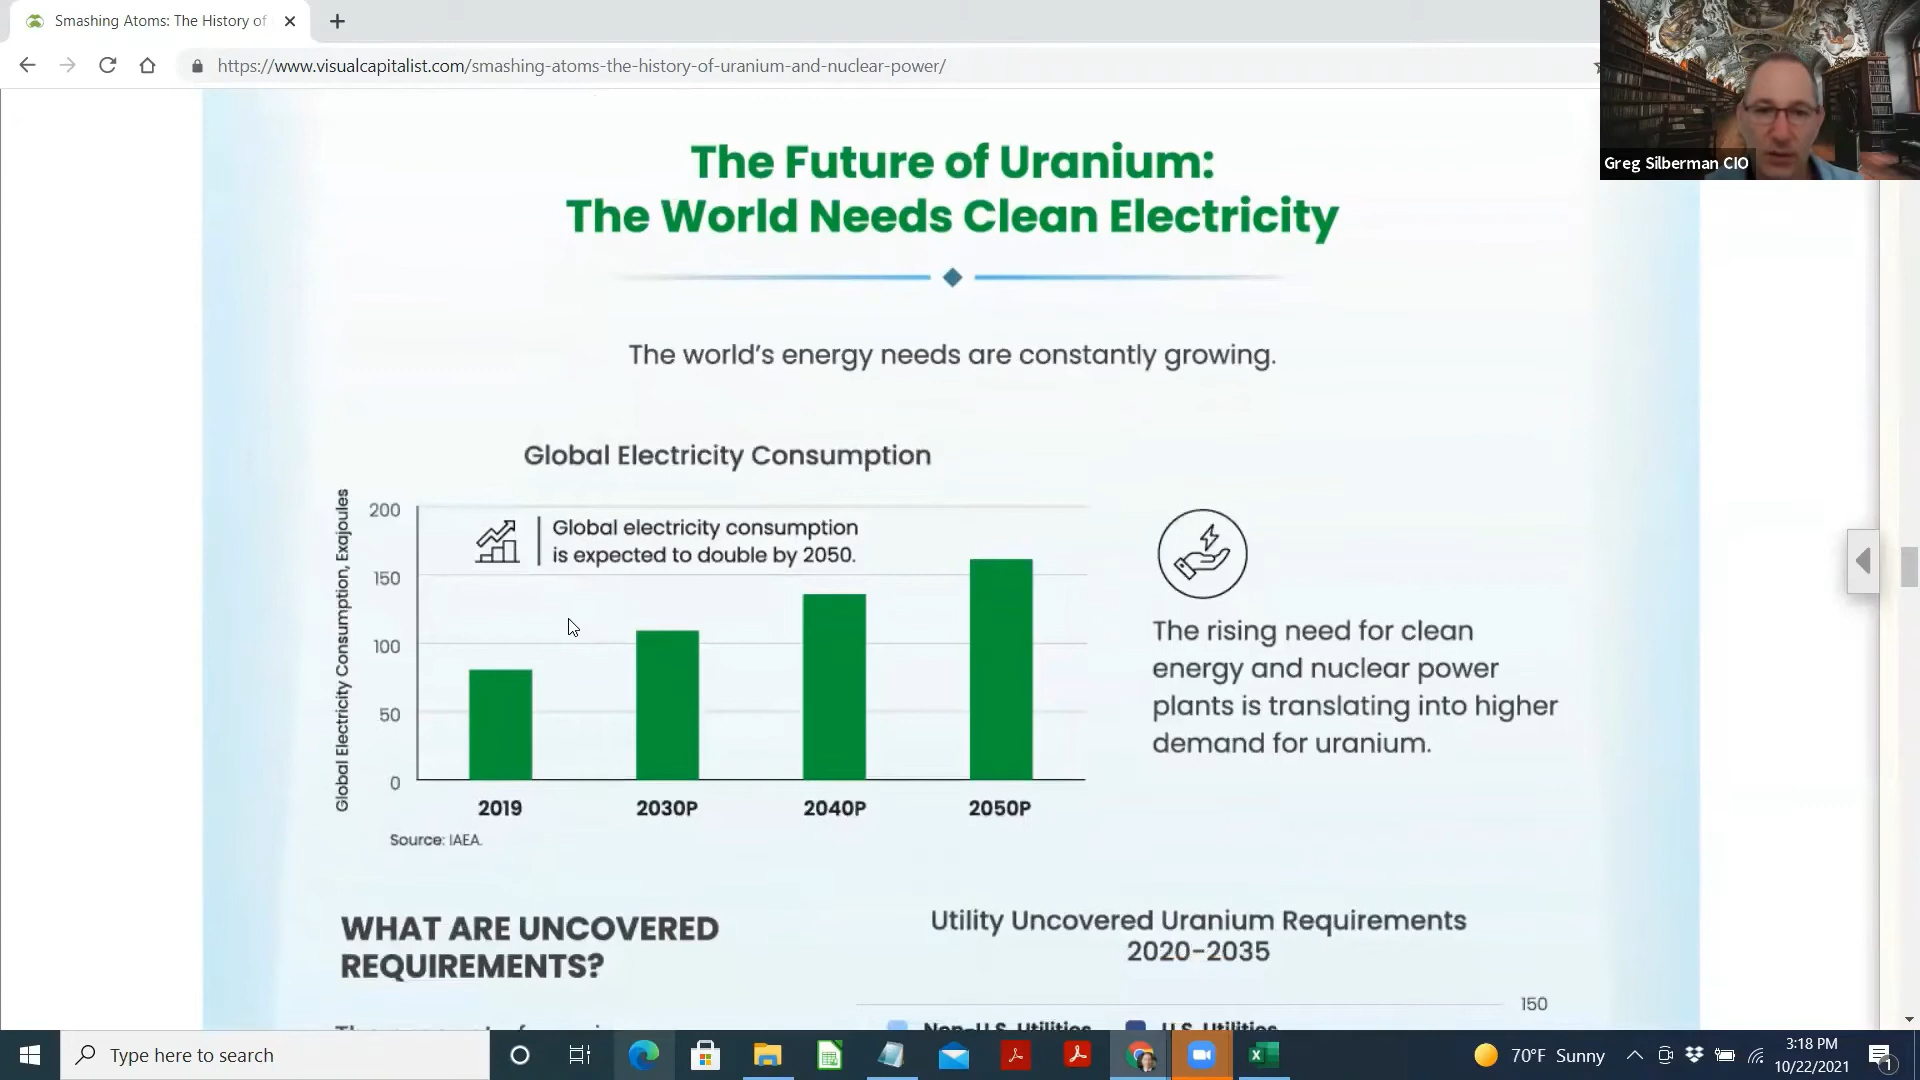 Smashing Atoms: The History of
https://www.visualcapitalist.com/smashing-atoms-the-history-of-uranium-and-nuclear-power/
Greg Silberman CIO
The Future of Uranium:
The World Needs Clean Electricity
The world's energy needs are constantly growing.
Global Electricity Consumption
Global Electricity Consumption, Exajoules
200
150
100
50
0
Global electricity consumption
is expected to double by 2050.
2019
2030P
2040P
2050P
Source: IAEA.
The rising need for clean
energy and nuclear power
plants is translating into higher
demand for uranium.
WHAT ARE UNCOVERED
REQUIREMENTS?
Utility Uncovered Uranium Requirements
2020-2035
150
Non-U.S. Utilities
U.S. Utilities
Type here to search
70°F Sunny
3:18 PM
10/22/2021
1